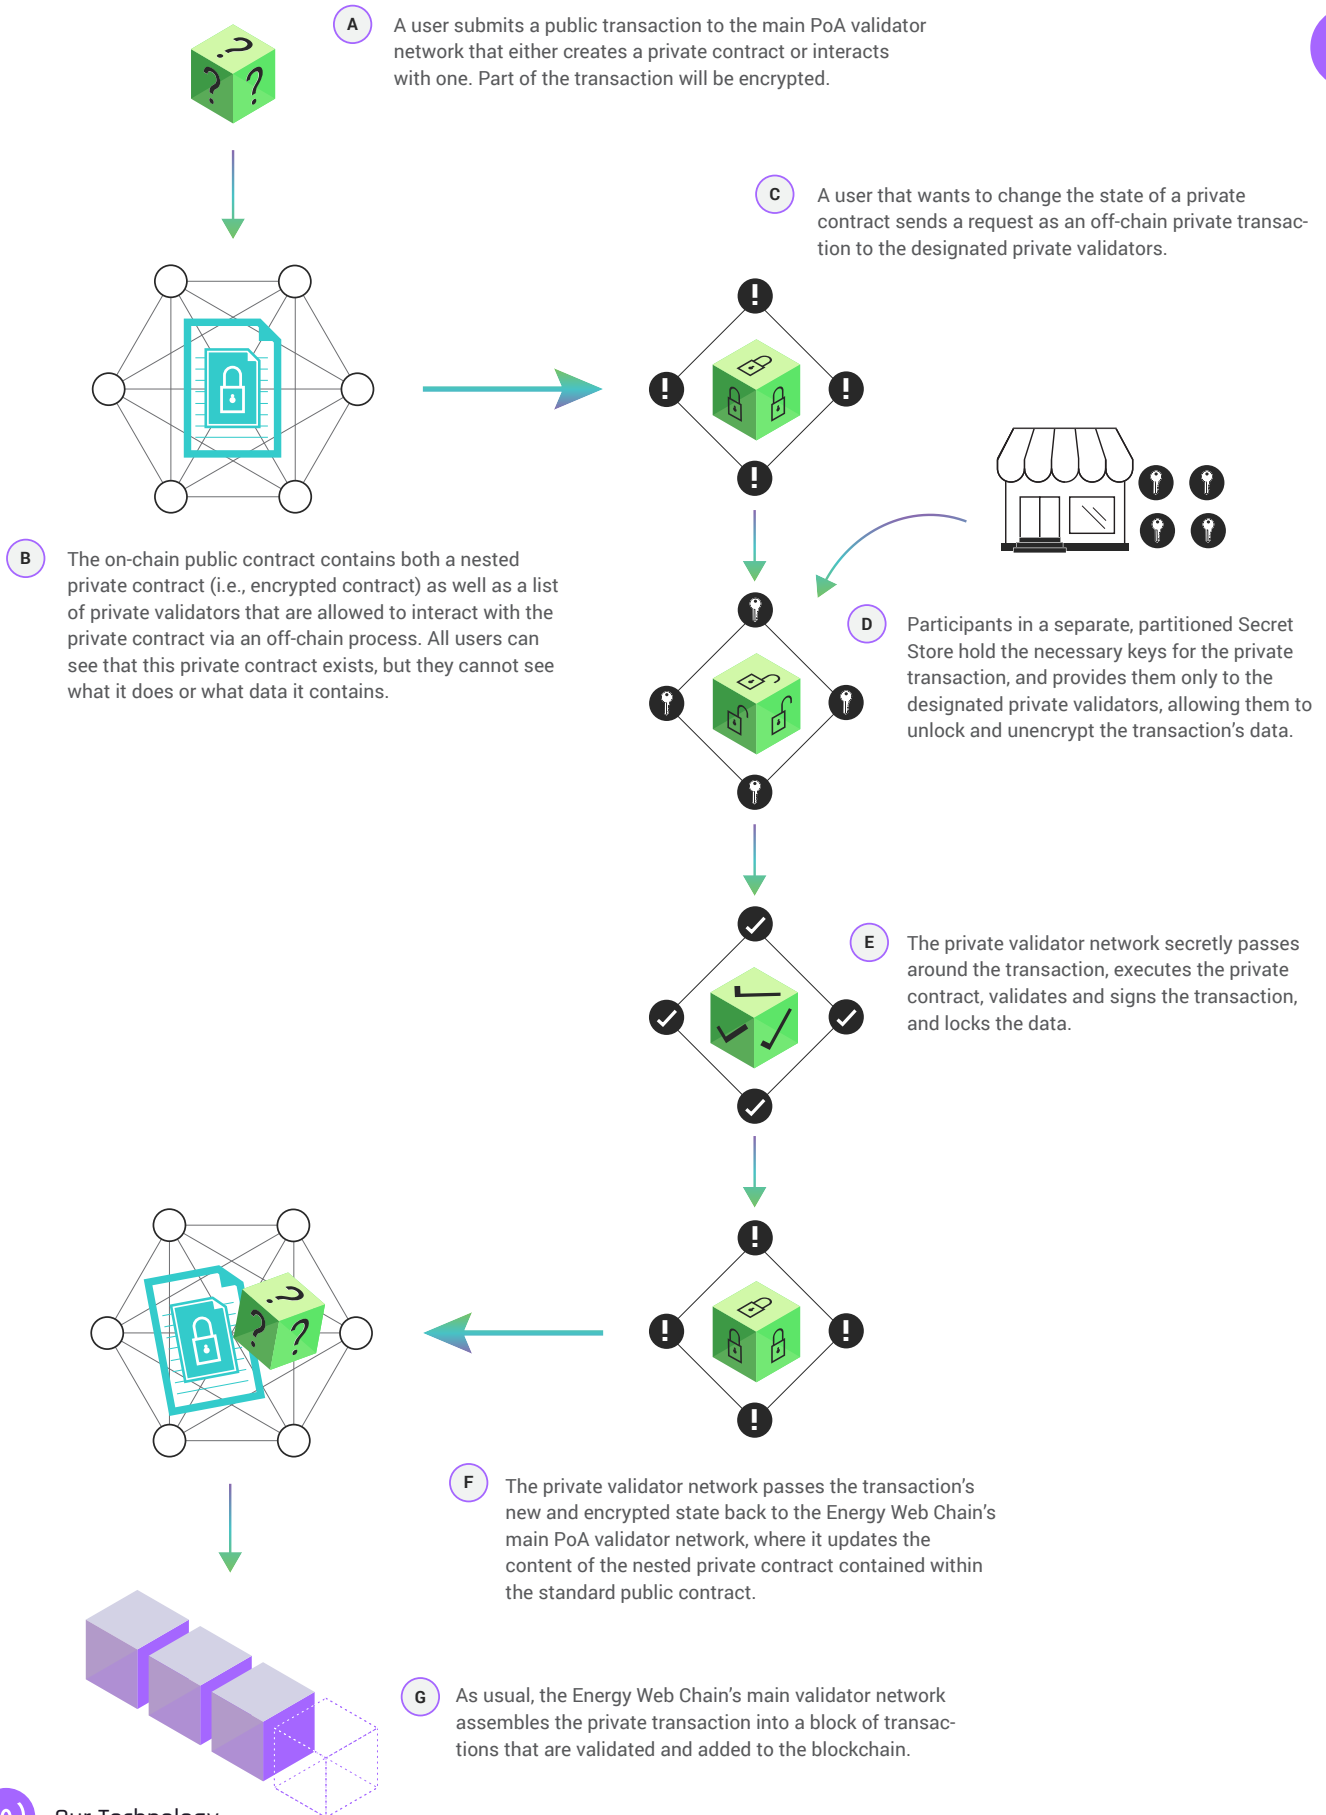 A
A user submits a public transaction to the main PoA validator
network that either creates a private contract or interacts
with one. Part of the transaction will be encrypted.
C
A user that wants to change the state of a private
contract sends a request as an off-chain private transac-
tion to the designated private validators.
B
The on-chain public contract contains both a nested
private contract (i.e., encrypted contract) as well as a list
of private validators that are allowed to interact with the
private contract via an off-chain process. All users can
see that this private contract exists, but they cannot see
what it does or what data it contains.
D
Participants in a separate, partitioned Secret
Store hold the necessary keys for the private
transaction, and provides them only to the
designated private validators, allowing them to
unlock and unencrypt the transaction’s data.
E
The private validator network secretly passes
around the transaction, executes the private
contract, validates and signs the transaction,
and locks the data.
F
The private validator network passes the transaction’s
new and encrypted state back to the Energy Web Chain’s
main PoA validator network, where it updates the
content of the nested private contract contained within
the standard public contract.
G
As usual, the Energy Web Chain’s main validator network
assembles the private transaction into a block of transac-
tions that are validated and added to the blockchain.
Our Technology